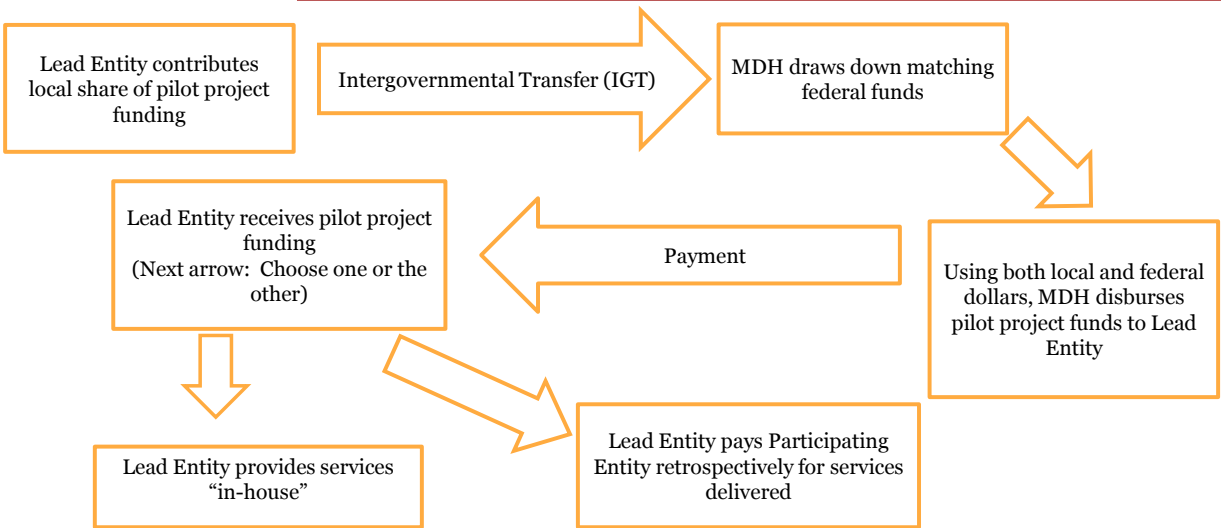 Lead Entity contributes
local share of pilot project
funding
Intergovernmental Transfer (IGT)
MDH draws down matching
federal funds
Lead Entity receives pilot project
funding
(Next arrow:  Choose one or the
other)
Payment
Using both local and federal
dollars, MDH disburses
pilot project funds to Lead
Entity
Lead Entity provides services
“in-house”
Lead Entity pays Participating
Entity retrospectively for services
delivered